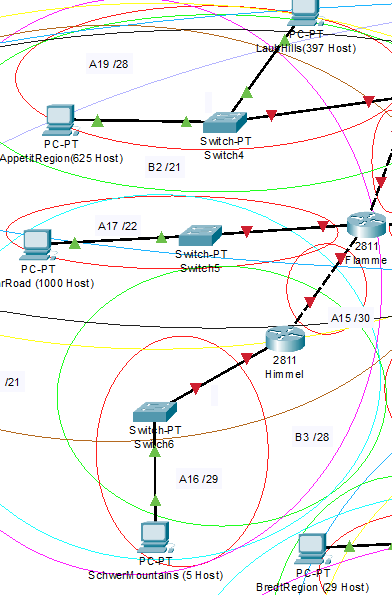 PC-PT
LaubHills(397 Host)
A19 /28
PC-PT
AppetitRegion(625 Host)
Switch-PT
Switch4
B2 /21
A17 /22
2811
Flamme
PC-PT
rRoad (1000 Host)
Switch-PT
Switch5
A15 /30
2811
Himmel
/21
Switch-PT
Switch6
B3 /28
A16 /29
PC-PT
SchwerMountains (5 Host)
PC-PT
BredtRegion (29 Host)